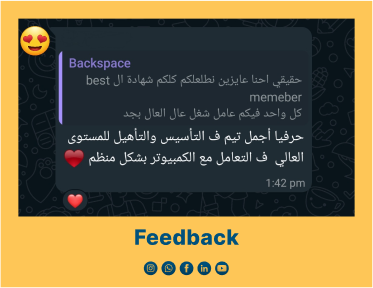 Backspace
حقيقي احنا عايزين نطلعلكم كلكم شهادة ال best
memeber
كل واحد فيكم عامل شغل عال العال بجد
حرفيا أجمل تيم ف التأسيس والتأهيل للمستوى
العالي ف التعامل مع الكمبيوتر بشكل منظم
1:42 pm
Feedback